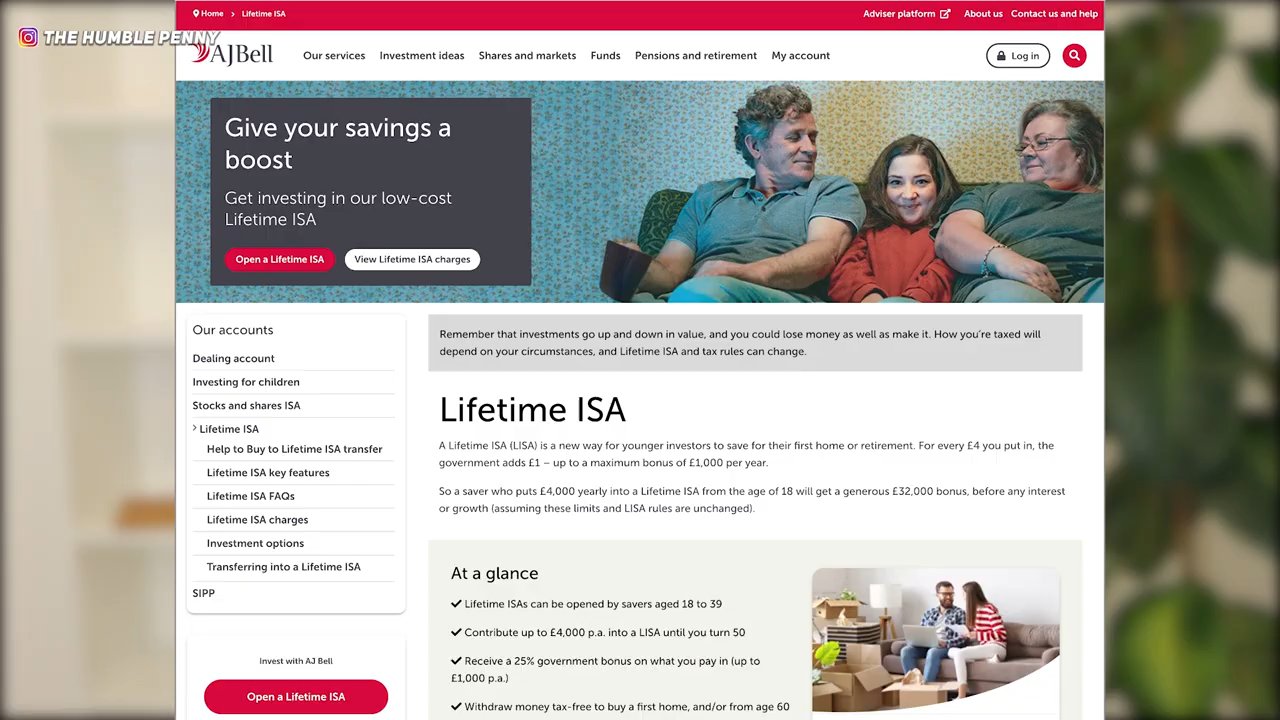 Home > Lifetime ISA
Adviser platform
About us
Contact us and help
THE HUMBLE PENNY
AJBell
Our services
Investment ideas
Shares and markets
Funds
Pensions and retirement
My account
Log in
Give your savings a
boost
Get investing in our low-cost
Lifetime ISA
Open a Lifetime ISA
View Lifetime ISA charges
Our accounts
Dealing account
Investing for children
Stocks and shares ISA
Lifetime ISA
Help to Buy to Lifetime ISA transfer
Lifetime ISA key features
Lifetime ISA FAQs
Lifetime ISA charges
Investment options
Transferring into a Lifetime ISA
SIPP
Invest with AJ Bell
Open a Lifetime ISA
Remember that investments go up and down in value, and you could lose money as well as make it. How you're taxed will
depend on your circumstances, and Lifetime ISA and tax rules can change.
Lifetime ISA
A Lifetime ISA (LISA) is a new way for younger investors to save for their first home or retirement. For every £4 you put in, the
government adds £1 – up to a maximum bonus of £1,000 per year.
So a saver who puts £4,000 yearly into a Lifetime ISA from the age of 18 will get a generous £32,000 bonus, before any interest
or growth (assuming these limits and LISA rules are unchanged).
At a glance
Lifetime ISAs can be opened by savers aged 18 to 39
Contribute up to £4,000 p.a. into a LISA until you turn 50
Receive a 25% government bonus on what you pay in (up to
£1,000 p.a.)
Withdraw money tax-free to buy a first home, and/or from age 60